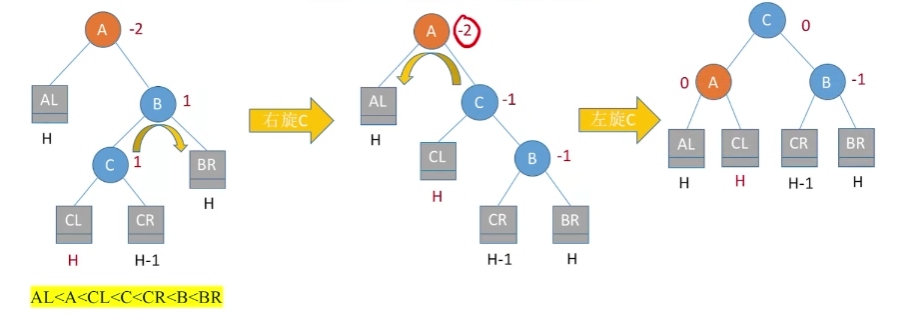 A -2
AL
H
B 1
C 1
BR
H
CL
CR
H
H-1
AL<A<CL<C<CR<B<BR
右旋C
A -2
AL
H
C -1
CL
H
B -1
CR
BR
H-1
H
左旋C
C 0
0 A
B -1
AL
CL
CR
BR
H
H
H-1
H